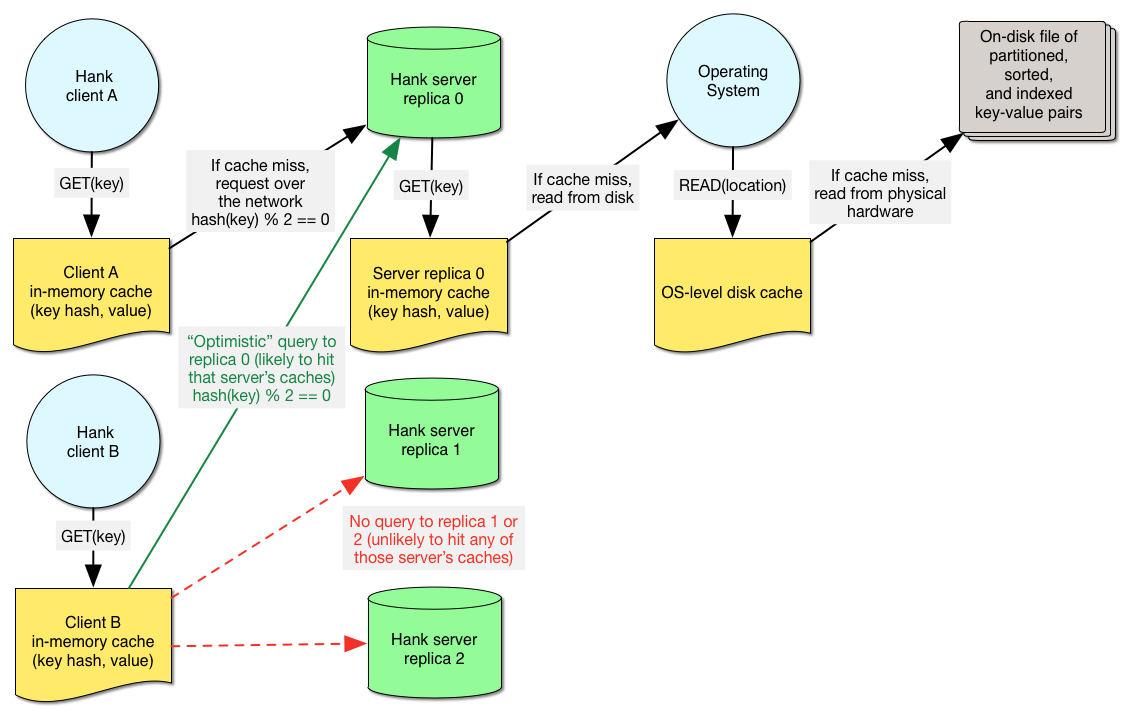 Hank
client A
GET(key)
Client A
in-memory cache
(key hash, value)
If cache miss,
request over
the network
hash(key) % 2 == 0
Hank server
replica 0
GET(key)
Server replica 0
in-memory cache
(key hash, value)
If cache miss,
read from disk
Operating
System
READ(location)
OS-level disk cache
If cache miss,
read from physical
hardware
On-disk file of
partitioned,
sorted,
and indexed
key-value pairs
“Optimistic” query to
replica 0 (likely to hit
that server’s caches)
hash(key) % 2 == 0
Hank
client B
GET(key)
Client B
in-memory cache
(key hash, value)
Hank server
replica 1
No query to replica 1 or
2 (unlikely to hit any of
those server’s caches)
Hank server
replica 2